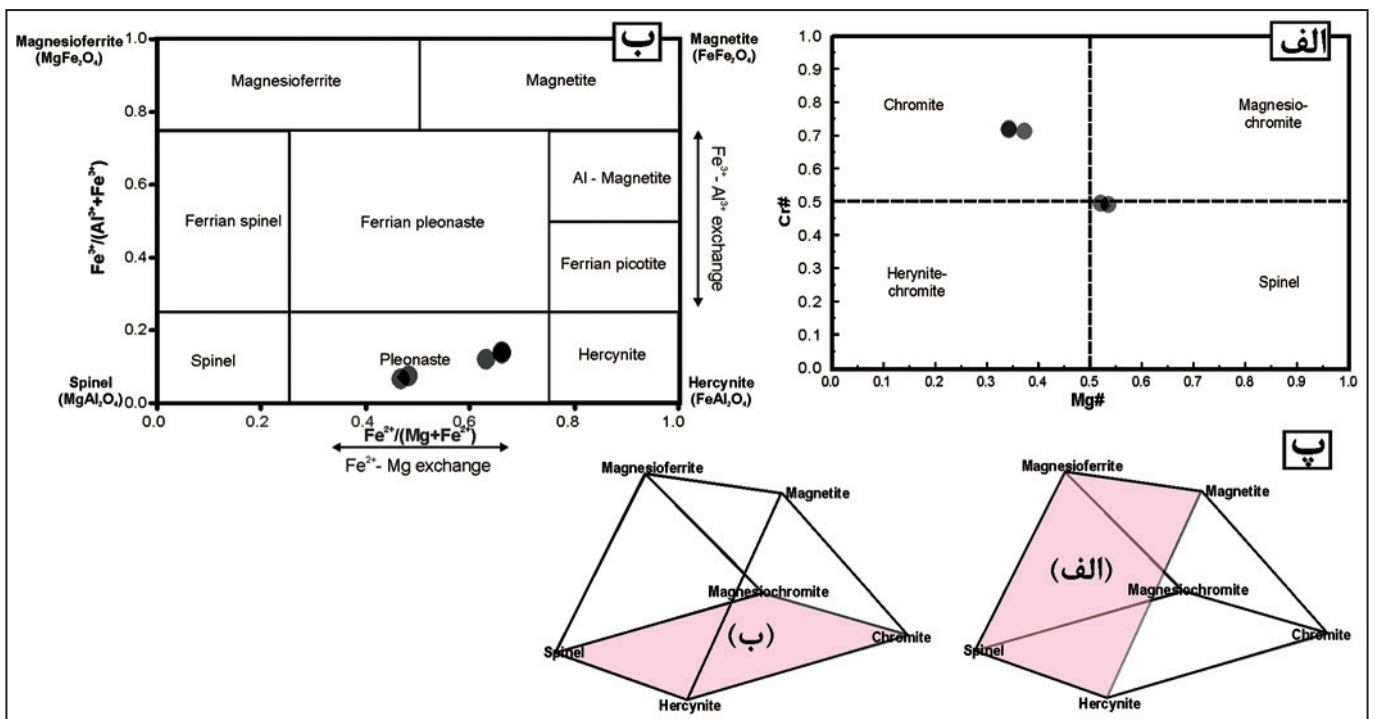 ب
Magnesioferrite
(MgFe₂O₄)
Magnetite
(FeFe₂O₄)
1.0
0.8
0.6
0.4
0.2
0.0
Fe³⁺/(Al³⁺+Fe³⁺)
Magnesioferrite
Magnetite
Ferrian spinel
Ferrian pleonaste
Al - Magnetite
Ferrian picotite
Spinel
Pleonaste
Hercynite
Fe³⁺- Al³⁺ exchange
Spinel
(MgAl₂O₄)
Hercynite
(FeAl₂O₄)
0.0 0.2 0.4 0.6 0.8 1.0
Fe²⁺/(Mg+Fe²⁺)
Fe²⁺- Mg exchange
الف
1.0
0.9
0.8
0.7
0.6
0.5
0.4
0.3
0.2
0.1
0.0
Cr#
Chromite
Magnesio-
chromite
Herynite-
chromite
Spinel
0.0 0.1 0.2 0.3 0.4 0.5 0.6 0.7 0.8 0.9 1.0
Mg#
پ
Magnesioferrite
Magnetite
Magnesiochromite
Chromite
(ب)
Spinel
Hercynite
Magnesioferrite
Magnetite
(الف)
Magnesiochromite
Chromite
Spinel
Hercynite